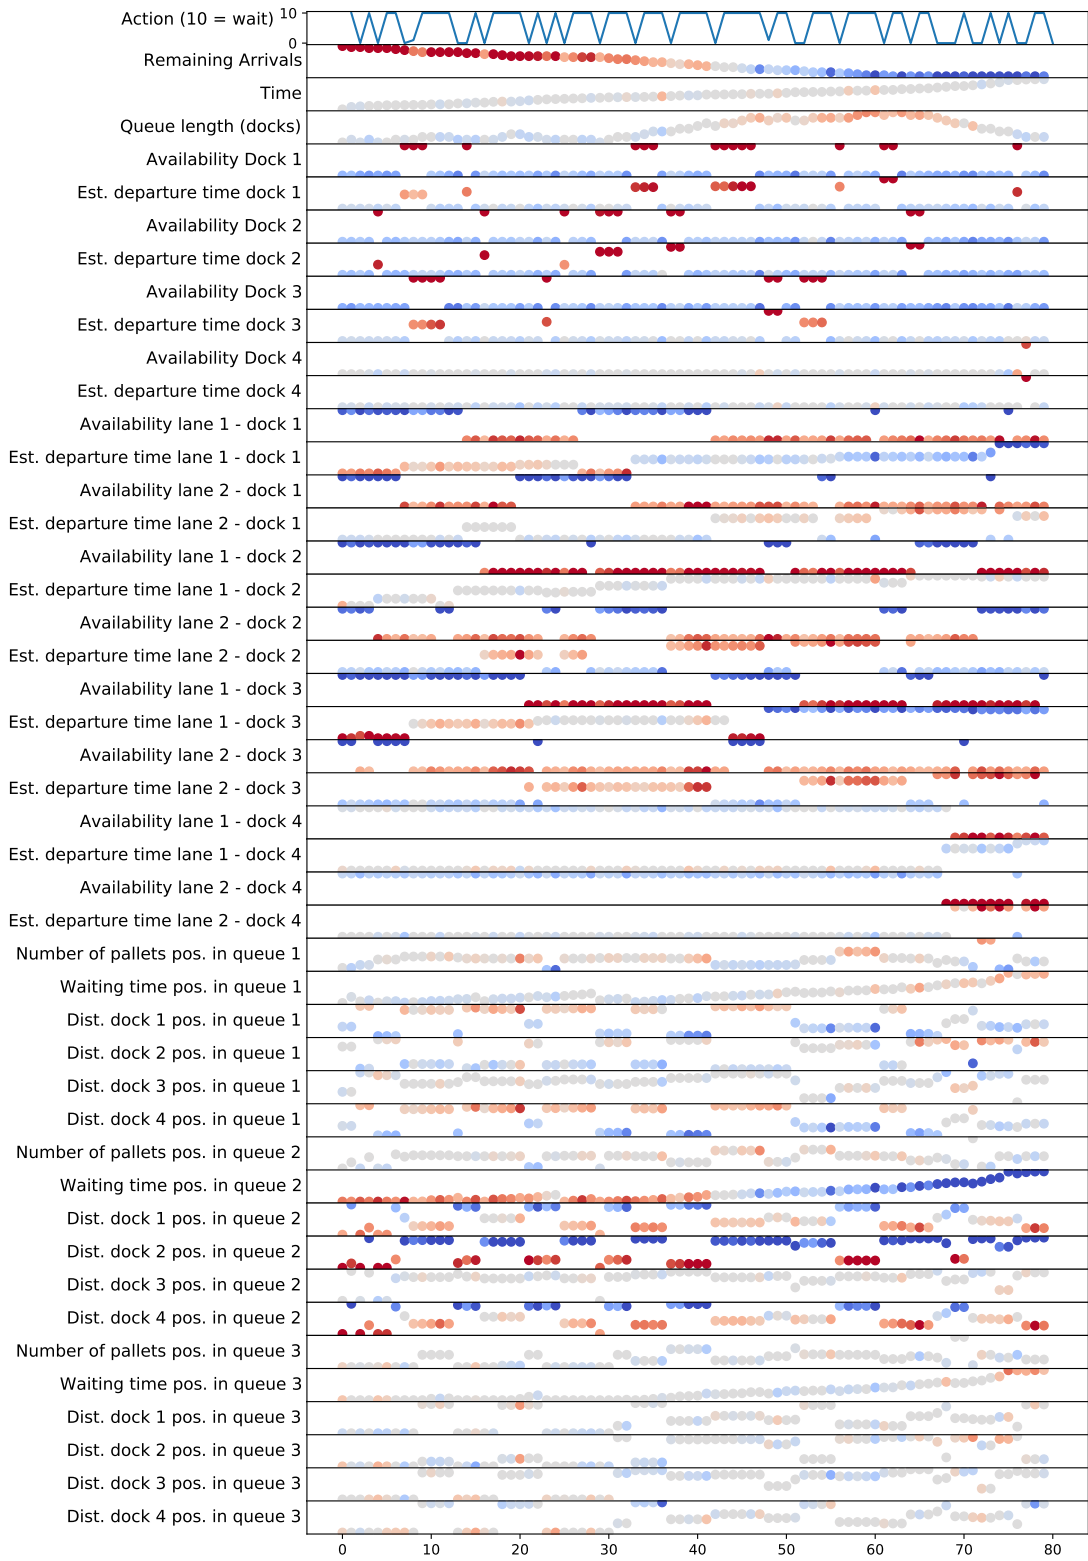 Action (10 = wait) 10
0
Remaining Arrivals
Time
Queue length (docks)
Availability Dock 1
Est. departure time dock 1
Availability Dock 2
Est. departure time dock 2
Availability Dock 3
Est. departure time dock 3
Availability Dock 4
Est. departure time dock 4
Availability lane 1 - dock 1
Est. departure time lane 1 - dock 1
Availability lane 2 - dock 1
Est. departure time lane 2 - dock 1
Availability lane 1 - dock 2
Est. departure time lane 1 - dock 2
Availability lane 2 - dock 2
Est. departure time lane 2 - dock 2
Availability lane 1 - dock 3
Est. departure time lane 1 - dock 3
Availability lane 2 - dock 3
Est. departure time lane 2 - dock 3
Availability lane 1 - dock 4
Est. departure time lane 1 - dock 4
Availability lane 2 - dock 4
Est. departure time lane 2 - dock 4
Number of pallets pos. in queue 1
Waiting time pos. in queue 1
Dist. dock 1 pos. in queue 1
Dist. dock 2 pos. in queue 1
Dist. dock 3 pos. in queue 1
Dist. dock 4 pos. in queue 1
Number of pallets pos. in queue 2
Waiting time pos. in queue 2
Dist. dock 1 pos. in queue 2
Dist. dock 2 pos. in queue 2
Dist. dock 3 pos. in queue 2
Dist. dock 4 pos. in queue 2
Number of pallets pos. in queue 3
Waiting time pos. in queue 3
Dist. dock 1 pos. in queue 3
Dist. dock 2 pos. in queue 3
Dist. dock 3 pos. in queue 3
Dist. dock 4 pos. in queue 3
0 10 20 30 40 50 60 70 80